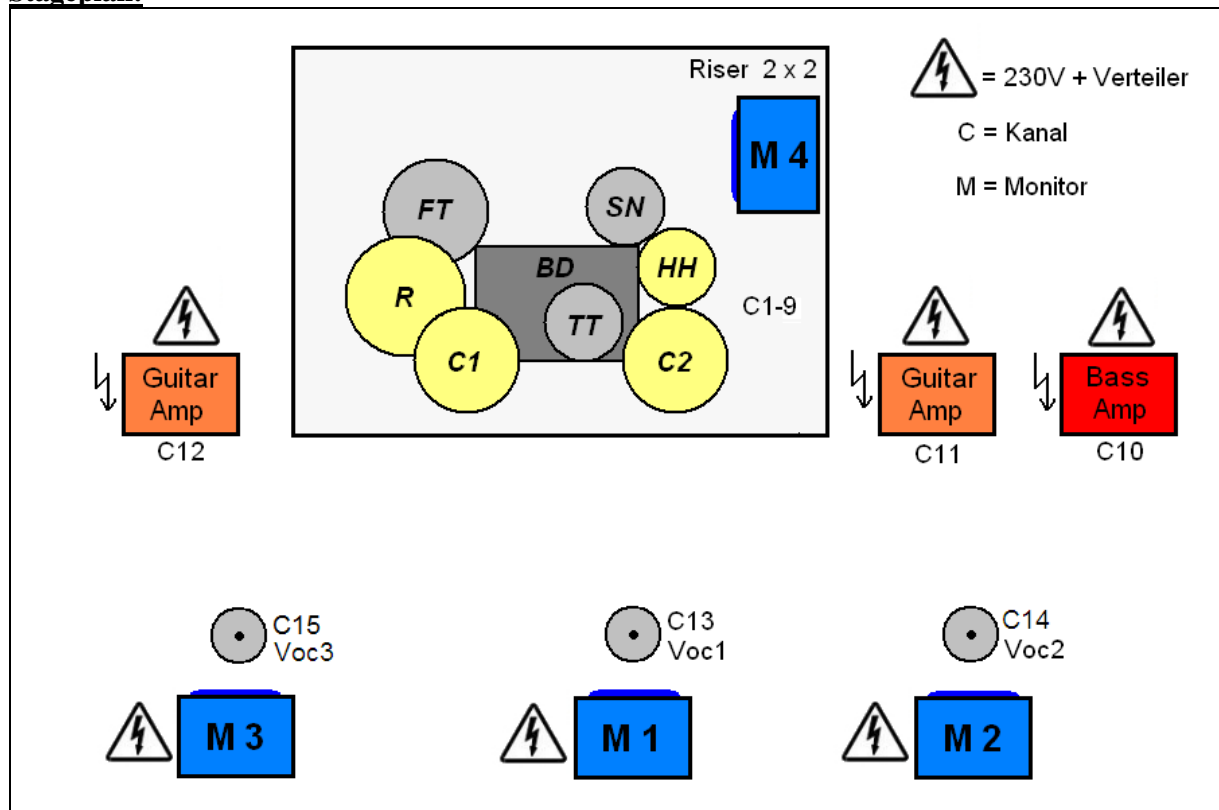 Stageplan:
Riser 2 x 2
= 230V + Verteiler
C = Kanal
M = Monitor
M 4
FT
SN
BD
HH
R
TT
C1-9
C1
C2
Guitar
Amp
C12
Guitar
Amp
C11
Bass
Amp
C10
C15
Voc3
C13
Voc1
C14
Voc2
M 3
M 1
M 2